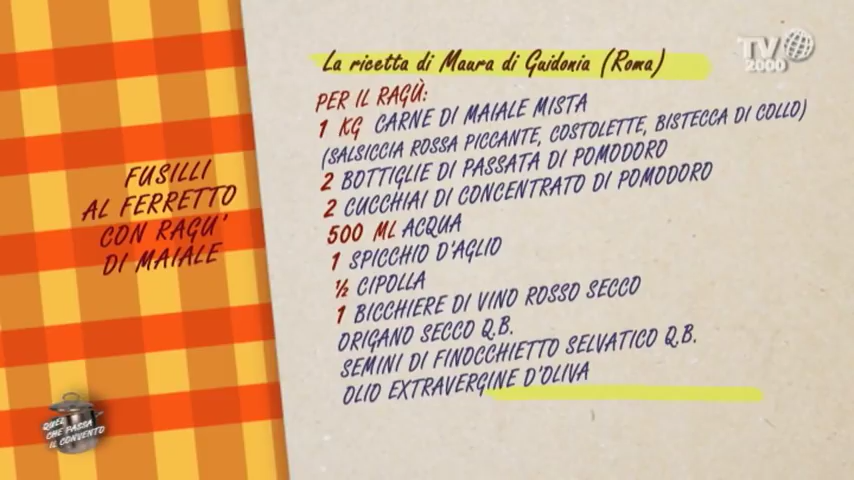 TV
2000
La ricetta di Maura di Guidonia (Roma)
PER IL RAGÙ:
1 KG CARNE DI MAIALE MISTA
(SALSICCIA ROSSA PICCANTE, COSTOLETTE, BISTECCA DI COLLO)
2 BOTTIGLIE DI PASSATA DI POMODORO
2 CUCCHIAI DI CONCENTRATO DI POMODORO
500 ML ACQUA
1 SPICCHIO D'AGLIO
½ CIPOLLA
1 BICCHIERE DI VINO ROSSO SECCO
ORIGANO SECCO Q.B.
SEMINI DI FINOCCHIETTO SELVATICO Q.B.
OLIO EXTRAVERGINE D'OLIVA
FUSILLI
AL FERRETTO
CON RAGU'
DI MAIALE
QUEL
CHE PASSA
IL CONVENTO